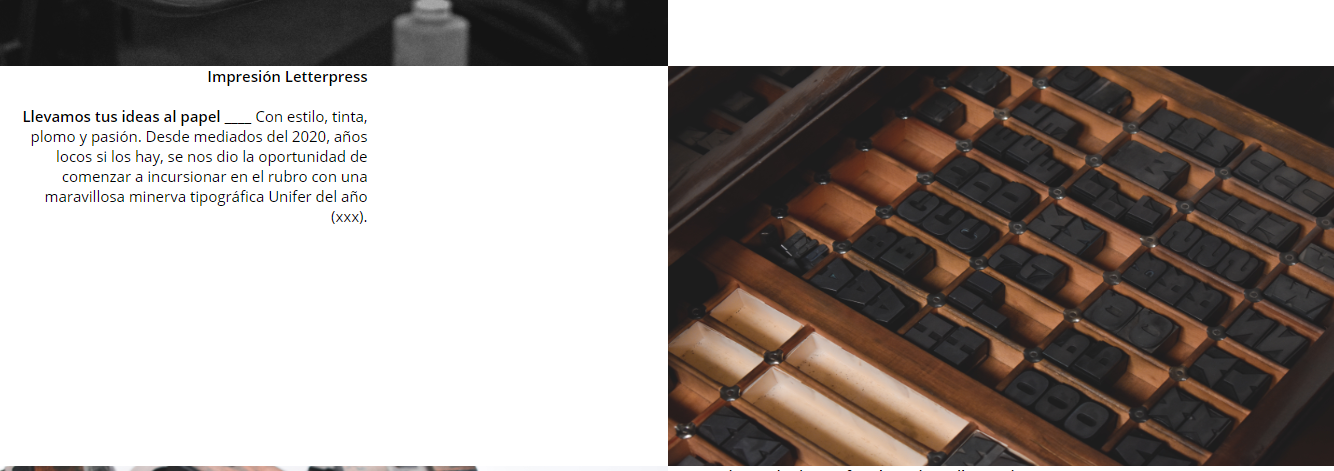 Impresión Letterpress
Llevamos tus ideas al papel ____ Con estilo, tinta,
plomo y pasión. Desde mediados del 2020, años
locos si los hay, se nos dio la oportunidad de
comenzar a incursionar en el rubro con una
maravillosa minerva tipográfica Unifer del año
(xxx).